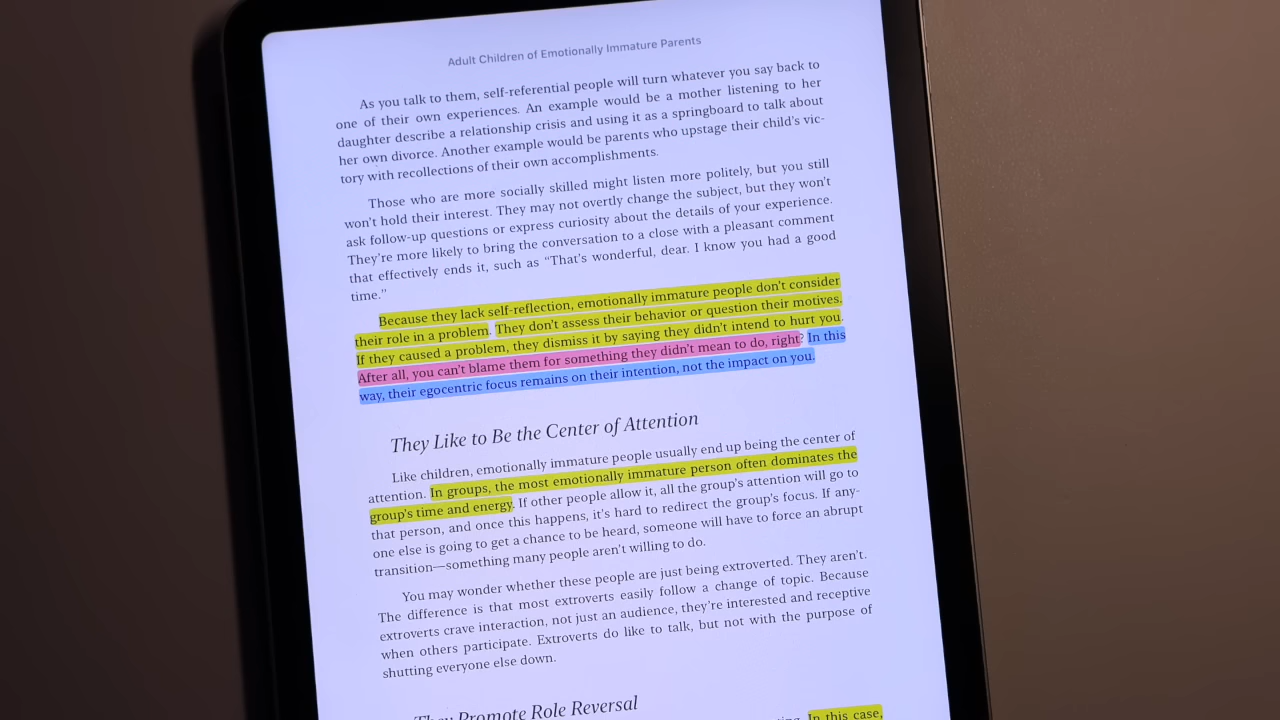 Adult Children of Emotionally Immature Parents
As you talk to them, self-referential people will turn whatever you say back to
one of their own experiences. An example would be a mother listening to her
daughter describe a relationship crisis and using it as a springboard to talk about
her own divorce. Another example would be parents who upstage their child's vic-
tory with recollections of their own accomplishments.
Those who are more socially skilled might listen more politely, but you still
won't hold their interest. They may not overtly change the subject, but they won't
ask follow-up questions or express curiosity about the details of your experience.
They're more likely to bring the conversation to a close with a pleasant comment
that effectively ends it, such as “That's wonderful, dear. I know you had a good
time.”
Because they lack self-reflection, emotionally immature people don't consider
their role in a problem. They don't assess their behavior or question their motives.
If they caused a problem, they dismiss it by saying they didn't intend to hurt you.
After all, you can't blame them for something they didn't mean to do, right? In this
way, their egocentric focus remains on their intention, not the impact on you.
They Like to Be the Center of Attention
Like children, emotionally immature people usually end up being the center of
attention. In groups, the most emotionally immature person often dominates the
group's time and energy. If other people allow it, all the group's attention will go to
that person, and once this happens, it's hard to redirect the group's focus. If any-
one else is going to get a chance to be heard, someone will have to force an abrupt
transition—something many people aren't willing to do.
You may wonder whether these people are just being extroverted. They aren't.
The difference is that most extroverts easily follow a change of topic. Because
extroverts crave interaction, not just an audience, they're interested and receptive
when others participate. Extroverts do like to talk, but not with the purpose of
shutting everyone else down.
They Promote Role Reversal
In this case,